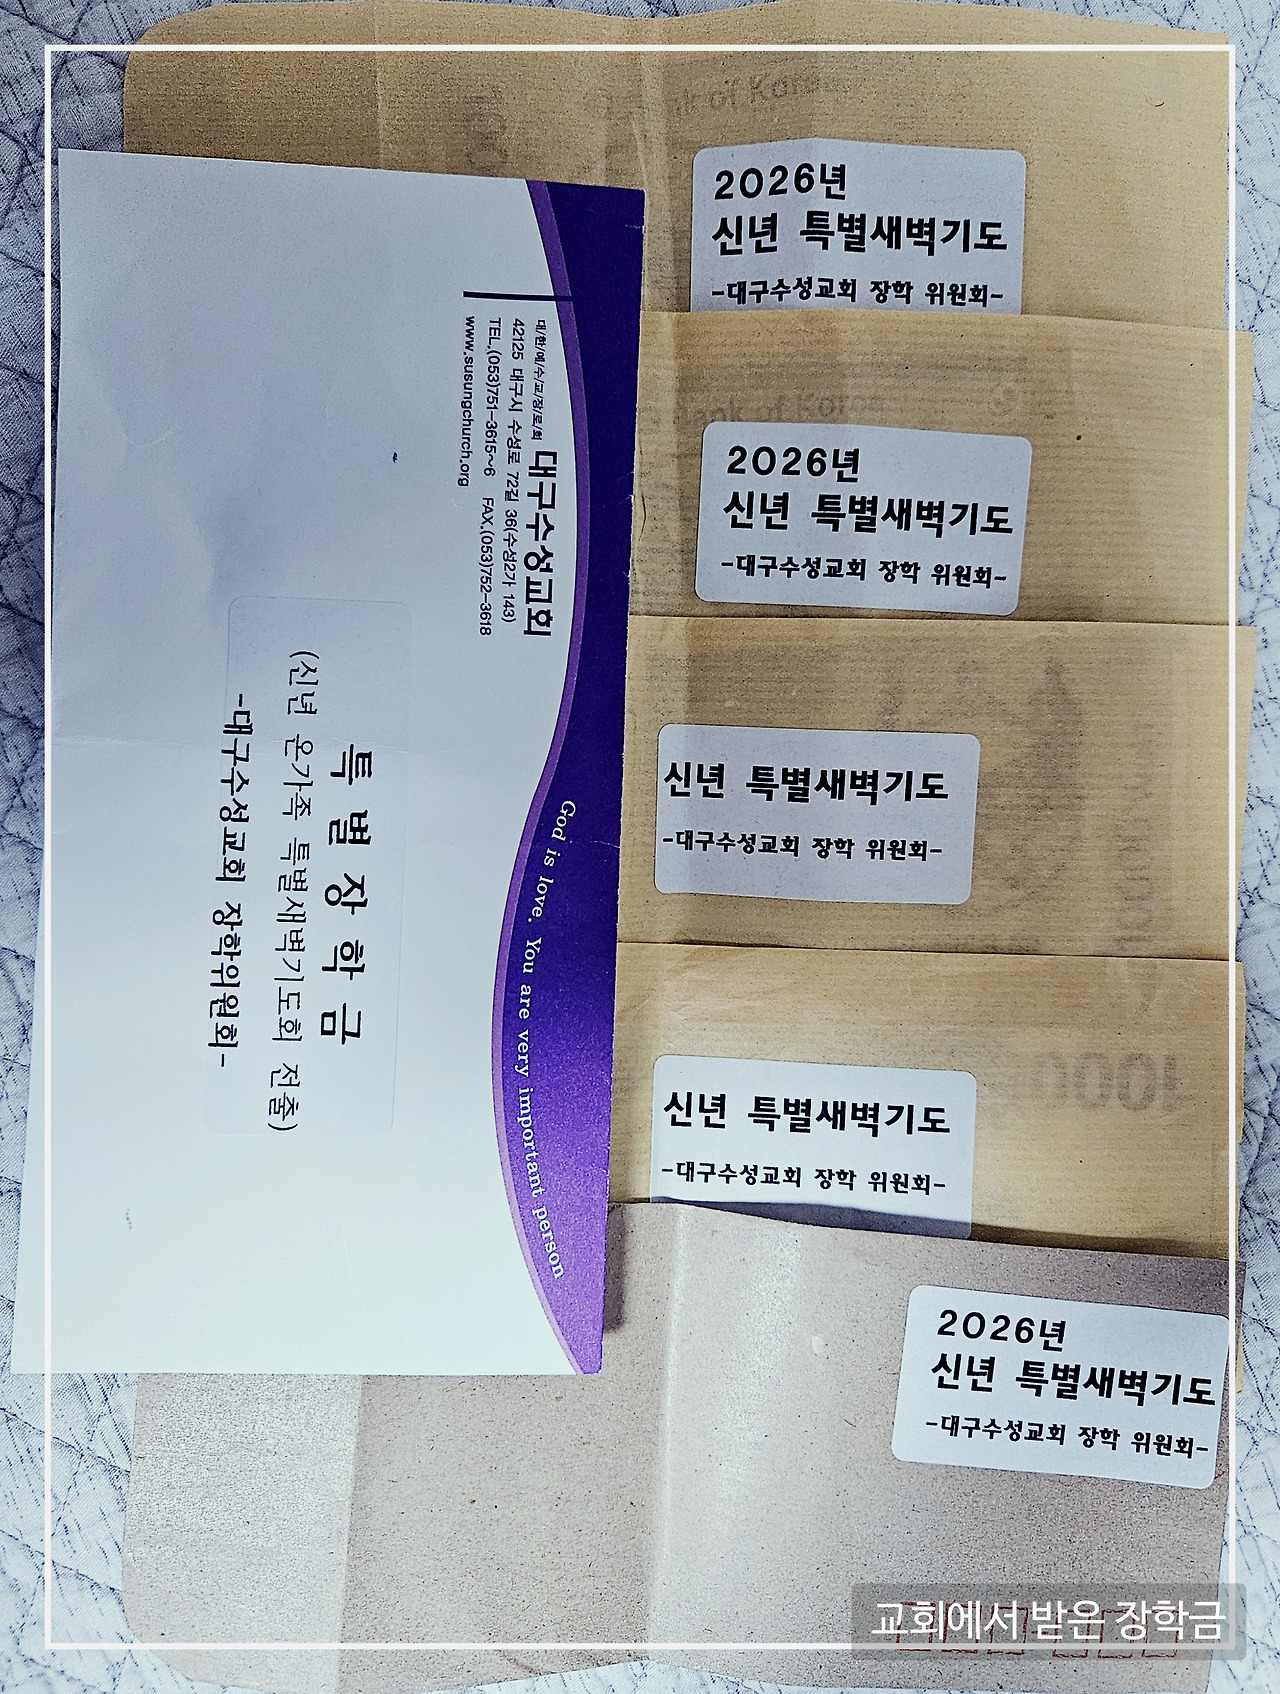 Bank of Korea
2026년
신년 특별새벽기도
-대구수성교회 장학 위원회-
Bank of Korea
2026년
신년 특별새벽기도
-대구수성교회 장학 위원회-
신년 특별새벽기도
-대구수성교회 장학 위원회-
신년 특별새벽기도
-대구수성교회 장학 위원회-
2026년
신년 특별새벽기도
-대구수성교회 장학 위원회-
대/한/예/수/교/장/로/회 대구수성교회
42125 대구시 수성로 72길 36(수성2가 143)
TEL.(053)751-3615~6 FAX.(053)752-3618
www.susungchurch.org
God is love. You are very important person
특별장학금
(신년 온가족 특별새벽기도회 전출)
-대구수성교회 장학위원회-
교회에서 받은 장학금